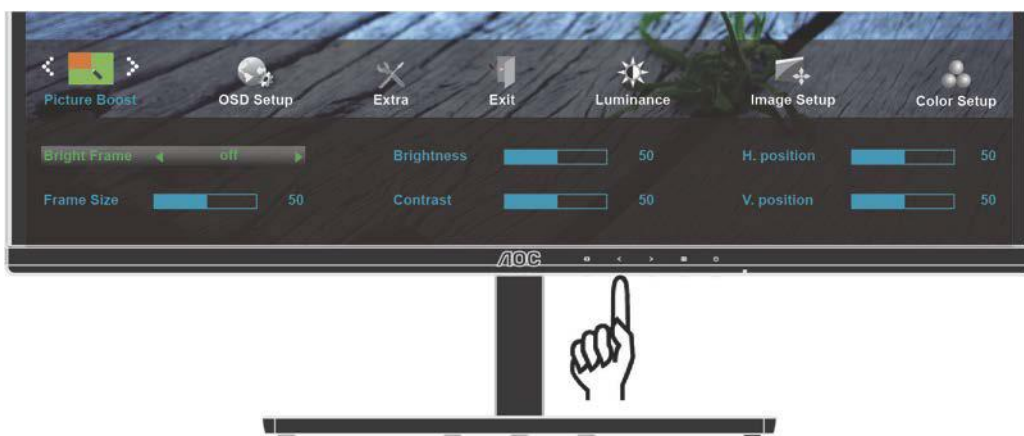 Picture Boost OSD Setup Extra Exit Luminance Image Setup Color Setup
Bright Frame off Brightness 50 H. position 50
Frame Size 50 Contrast 50 V. position 50
AOC